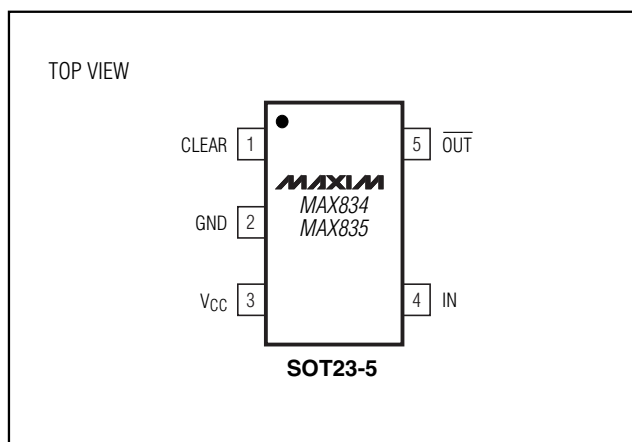 TOP VIEW
CLEAR 1
5 OUT
MAXIM
MAX834
MAX835
GND 2
VCC 3
4 IN
SOT23-5